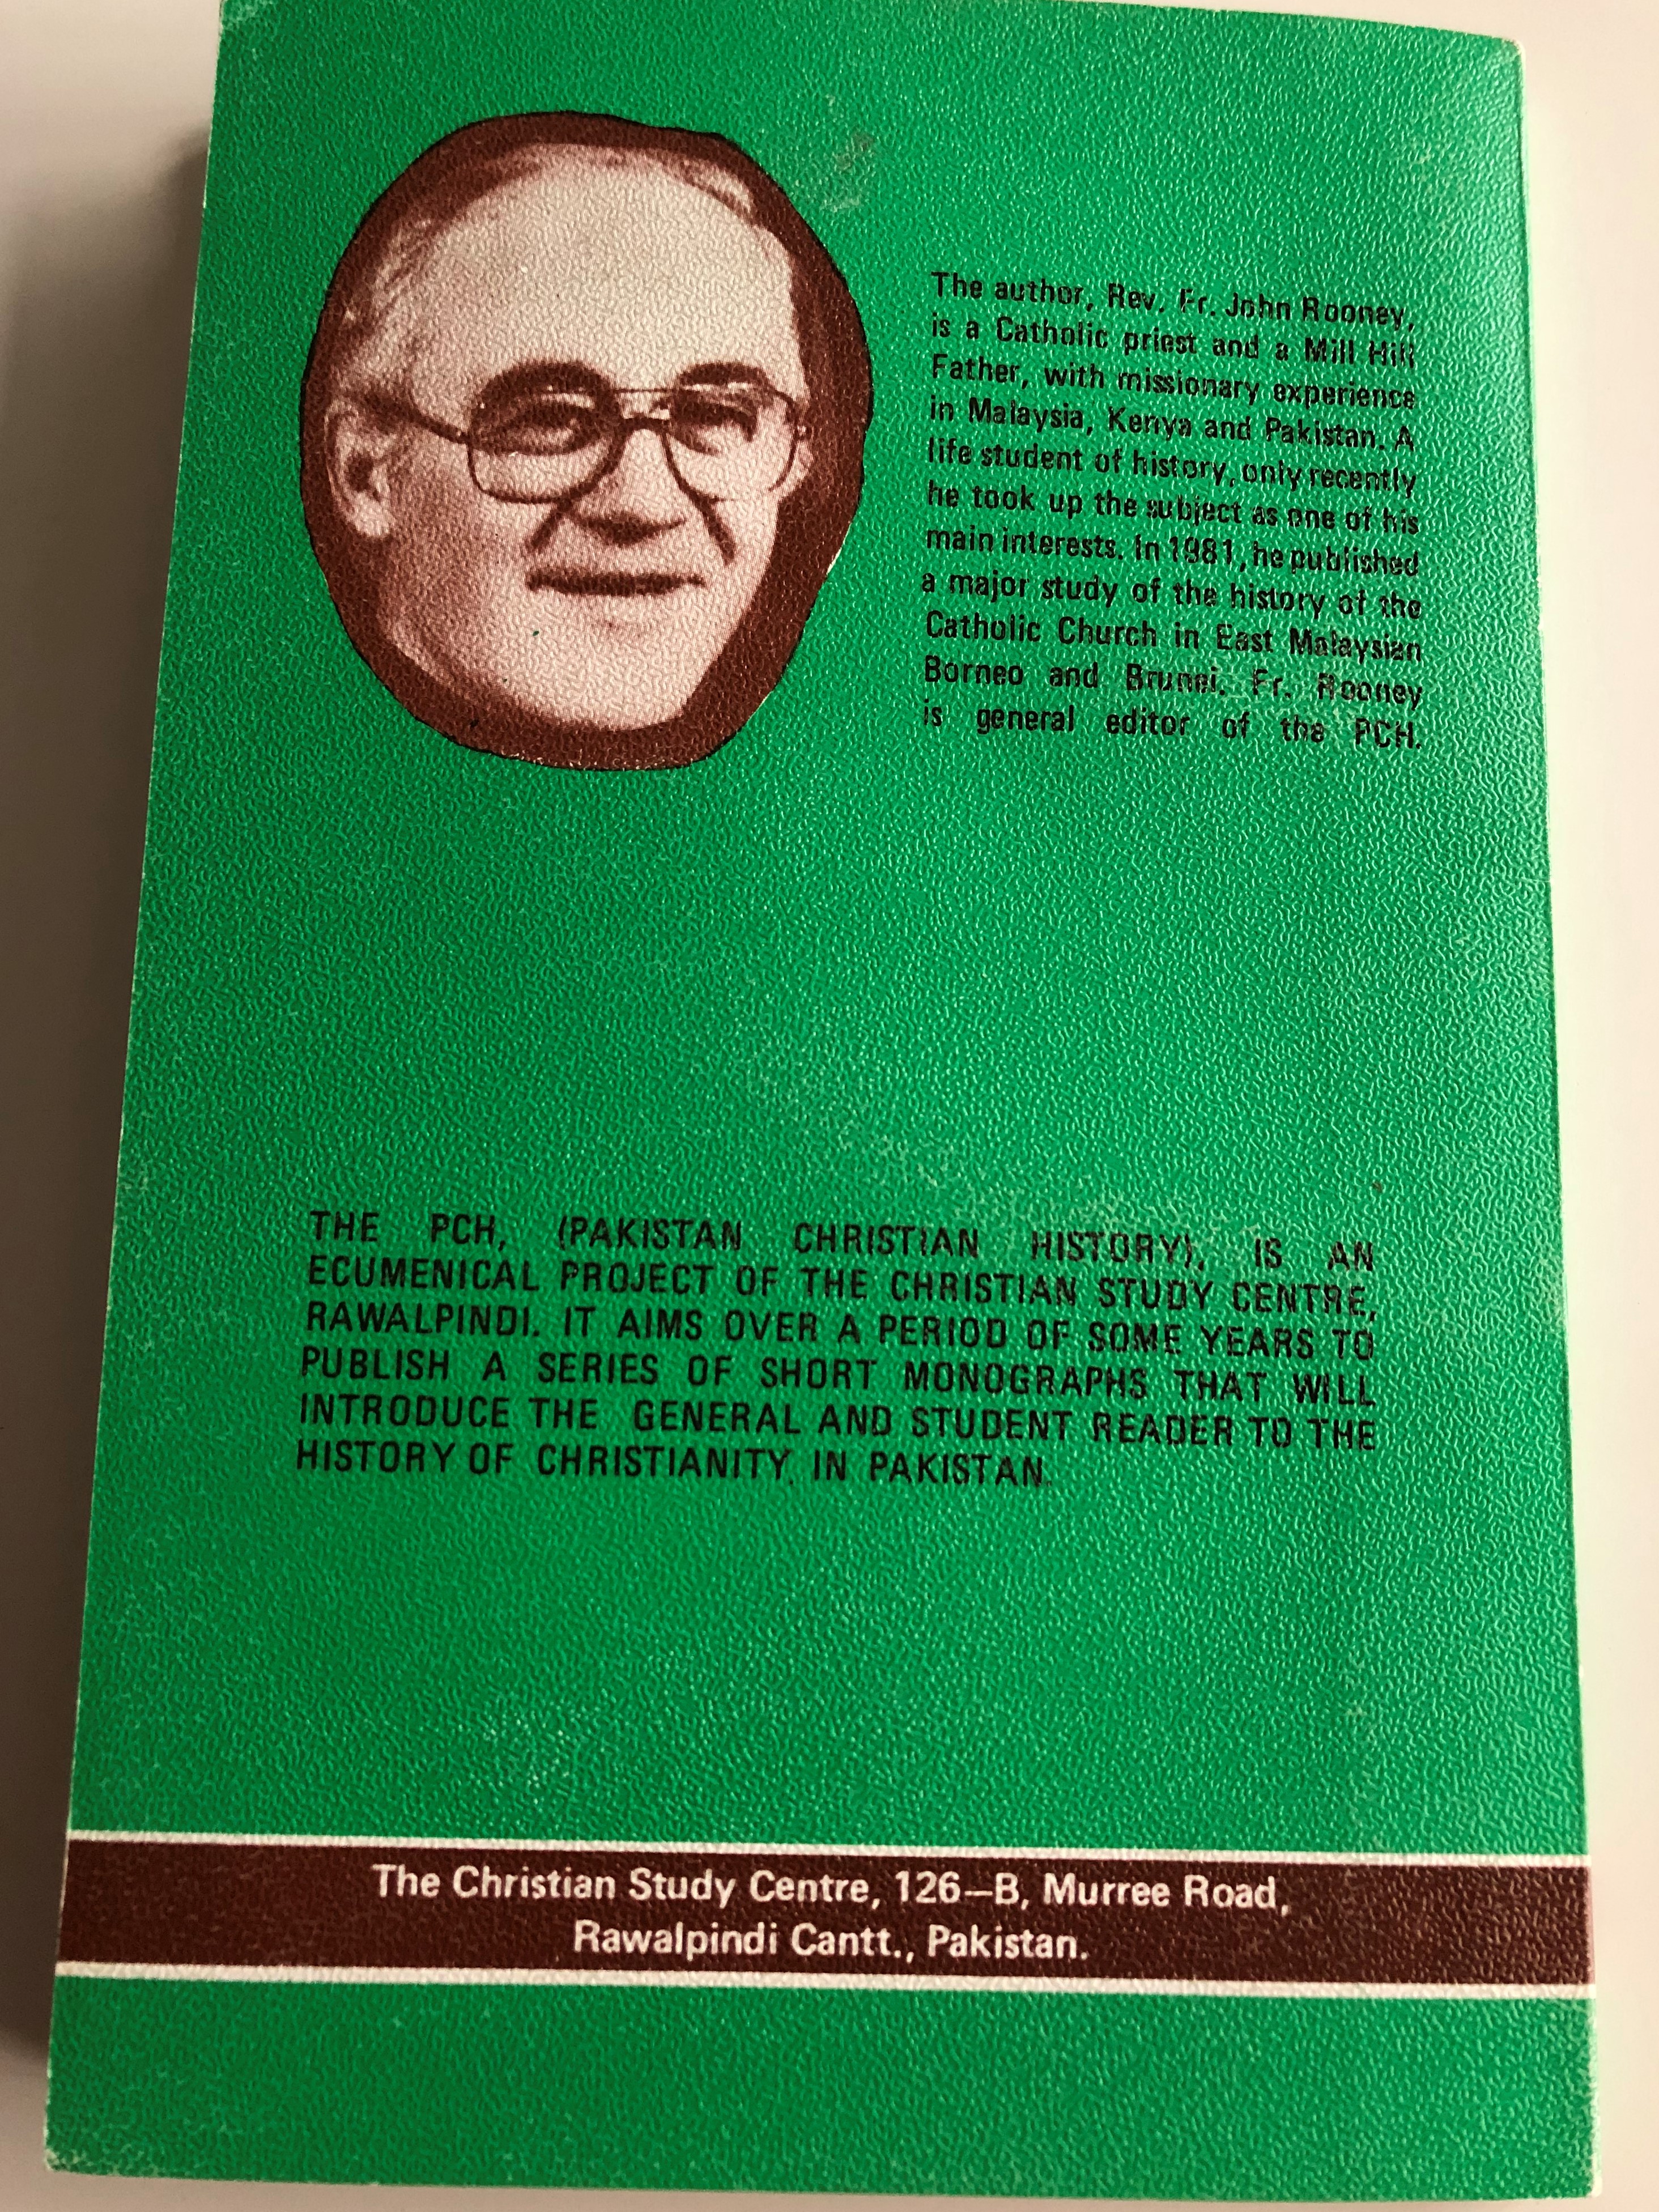 The author, Rev. Fr. John Rooney,
is a Catholic priest and a Mill Hill
Father, with missionary experience
in Malaysia, Kenya and Pakistan. A
life student of history, only recently
he took up the subject as one of his
main interests. In 1981, he published
a major study of the history of the
Catholic Church in East Malaysian
Borneo and Brunei. Fr. Rooney
is general editor of the PCH.
THE PCH, (PAKISTAN CHRISTIAN HISTORY), IS AN
ECUMENICAL PROJECT OF THE CHRISTIAN STUDY CENTRE,
RAWALPINDI. IT AIMS OVER A PERIOD OF SOME YEARS TO
PUBLISH A SERIES OF SHORT MONOGRAPHS THAT WILL
INTRODUCE THE GENERAL AND STUDENT READER TO THE
HISTORY OF CHRISTIANITY IN PAKISTAN.
The Christian Study Centre, 126–B, Murree Road,
Rawalpindi Cantt., Pakistan.